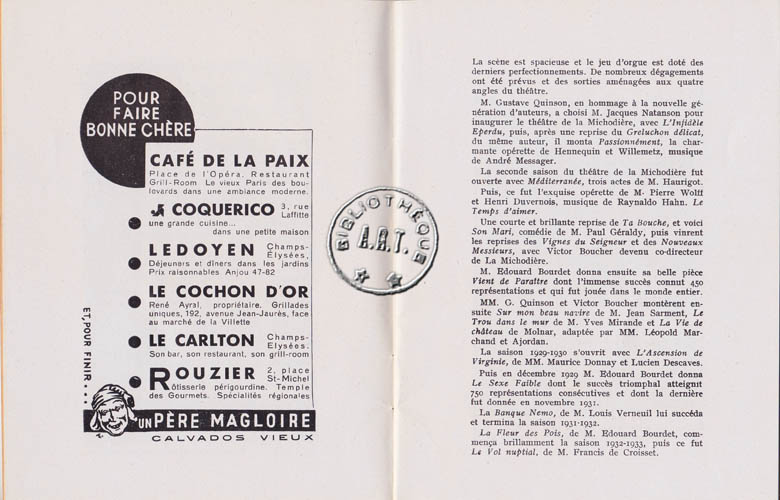 POUR
FAIRE
BONNE CHÈRE
CAFÉ DE LA PAIX
Place de l'Opéra. Restaurant
Grill-Room Le vieux Paris des bou-
levards dans une ambiance moderne.
COQUERICO 3, rue
Laffitte
une grande cuisine...
dans une petite maison
LEDOYEN Champs-
Elysées,
Déjeuners et dîners dans les jardins
Prix raisonnables Anjou 47-82
LE COCHON D'OR
René Ayral, propriétaire. Grillades
uniques, 192, avenue Jean-Jaurès, face
au marché de la Villette
LE CARLTON Champs-
Elysées.
Son bar, son restaurant, son grill-room
ROUZIER 2, place
St-Michel
Rôtisserie périgourdine. Temple
des Gourmets. Spécialités régionales
ET, POUR FINIR...
UN PÈRE MAGLOIRE
CALVADOS VIEUX
BIBLIOTHÈQUE
A.R.T.
La scène est spacieuse et le jeu d'orgue est doté des
derniers perfectionnements. De nombreux dégagements
ont été prévus et des sorties aménagées aux quatre
angles du théâtre.
M. Gustave Quinson, en hommage à la nouvelle gé-
nération d'auteurs, a choisi M. Jacques Natanson pour
inaugurer le théâtre de la Michodière, avec L'Infidèle
Eperdu, puis, après une reprise du Greluchon délicat,
du même auteur, il monta Passionnément, la char-
mante opérette de Hennequin et Willemetz, musique
de André Messager.
La seconde saison du théâtre de la Michodière fut
ouverte avec Méditerranée, trois actes de M. Haurigot.
Puis, ce fut l'exquise opérette de M. Pierre Wolff
et Henri Duvernois, musique de Raynaldo Hahn. Le
Temps d'aimer.
Une courte et brillante reprise de Ta Bouche, et voici
Son Mari, comédie de M. Paul Géraldy, puis vinrent
les reprises des Vignes du Seigneur et des Nouveaux
Messieurs, avec Victor Boucher devenu co-directeur
de La Michodière.
M. Edouard Bourdet donna ensuite sa belle pièce
Vient de Paraître dont l'immense succès connut 450
représentations et qui fut jouée dans le monde entier.
MM. G. Quinson et Victor Boucher montèrent en-
suite Sur mon beau navire de M. Jean Sarment, Le
Trou dans le mur de M. Yves Mirande et La Vie de
château de Molnar, adaptée par MM. Léopold Mar-
chand et Ajordan.
La saison 1929-1930 s'ouvrit avec L'Ascension de
Virginie, de MM. Maurice Donnay et Lucien Descaves.
Puis en décembre 1929 M. Edouard Bourdet donna
Le Sexe Faible dont le succès triomphal atteignit
750 représentations consécutives et dont la dernière
fut donnée en novembre 1931.
La Banque Nemo, de M. Louis Verneuil lui succéda
et termina la saison 1931-1932.
La Fleur des Pois, de M. Edouard Bourdet, com-
mença brillamment la saison 1932-1933, puis ce fut
Le Vol nuptial, de M. Francis de Croisset.